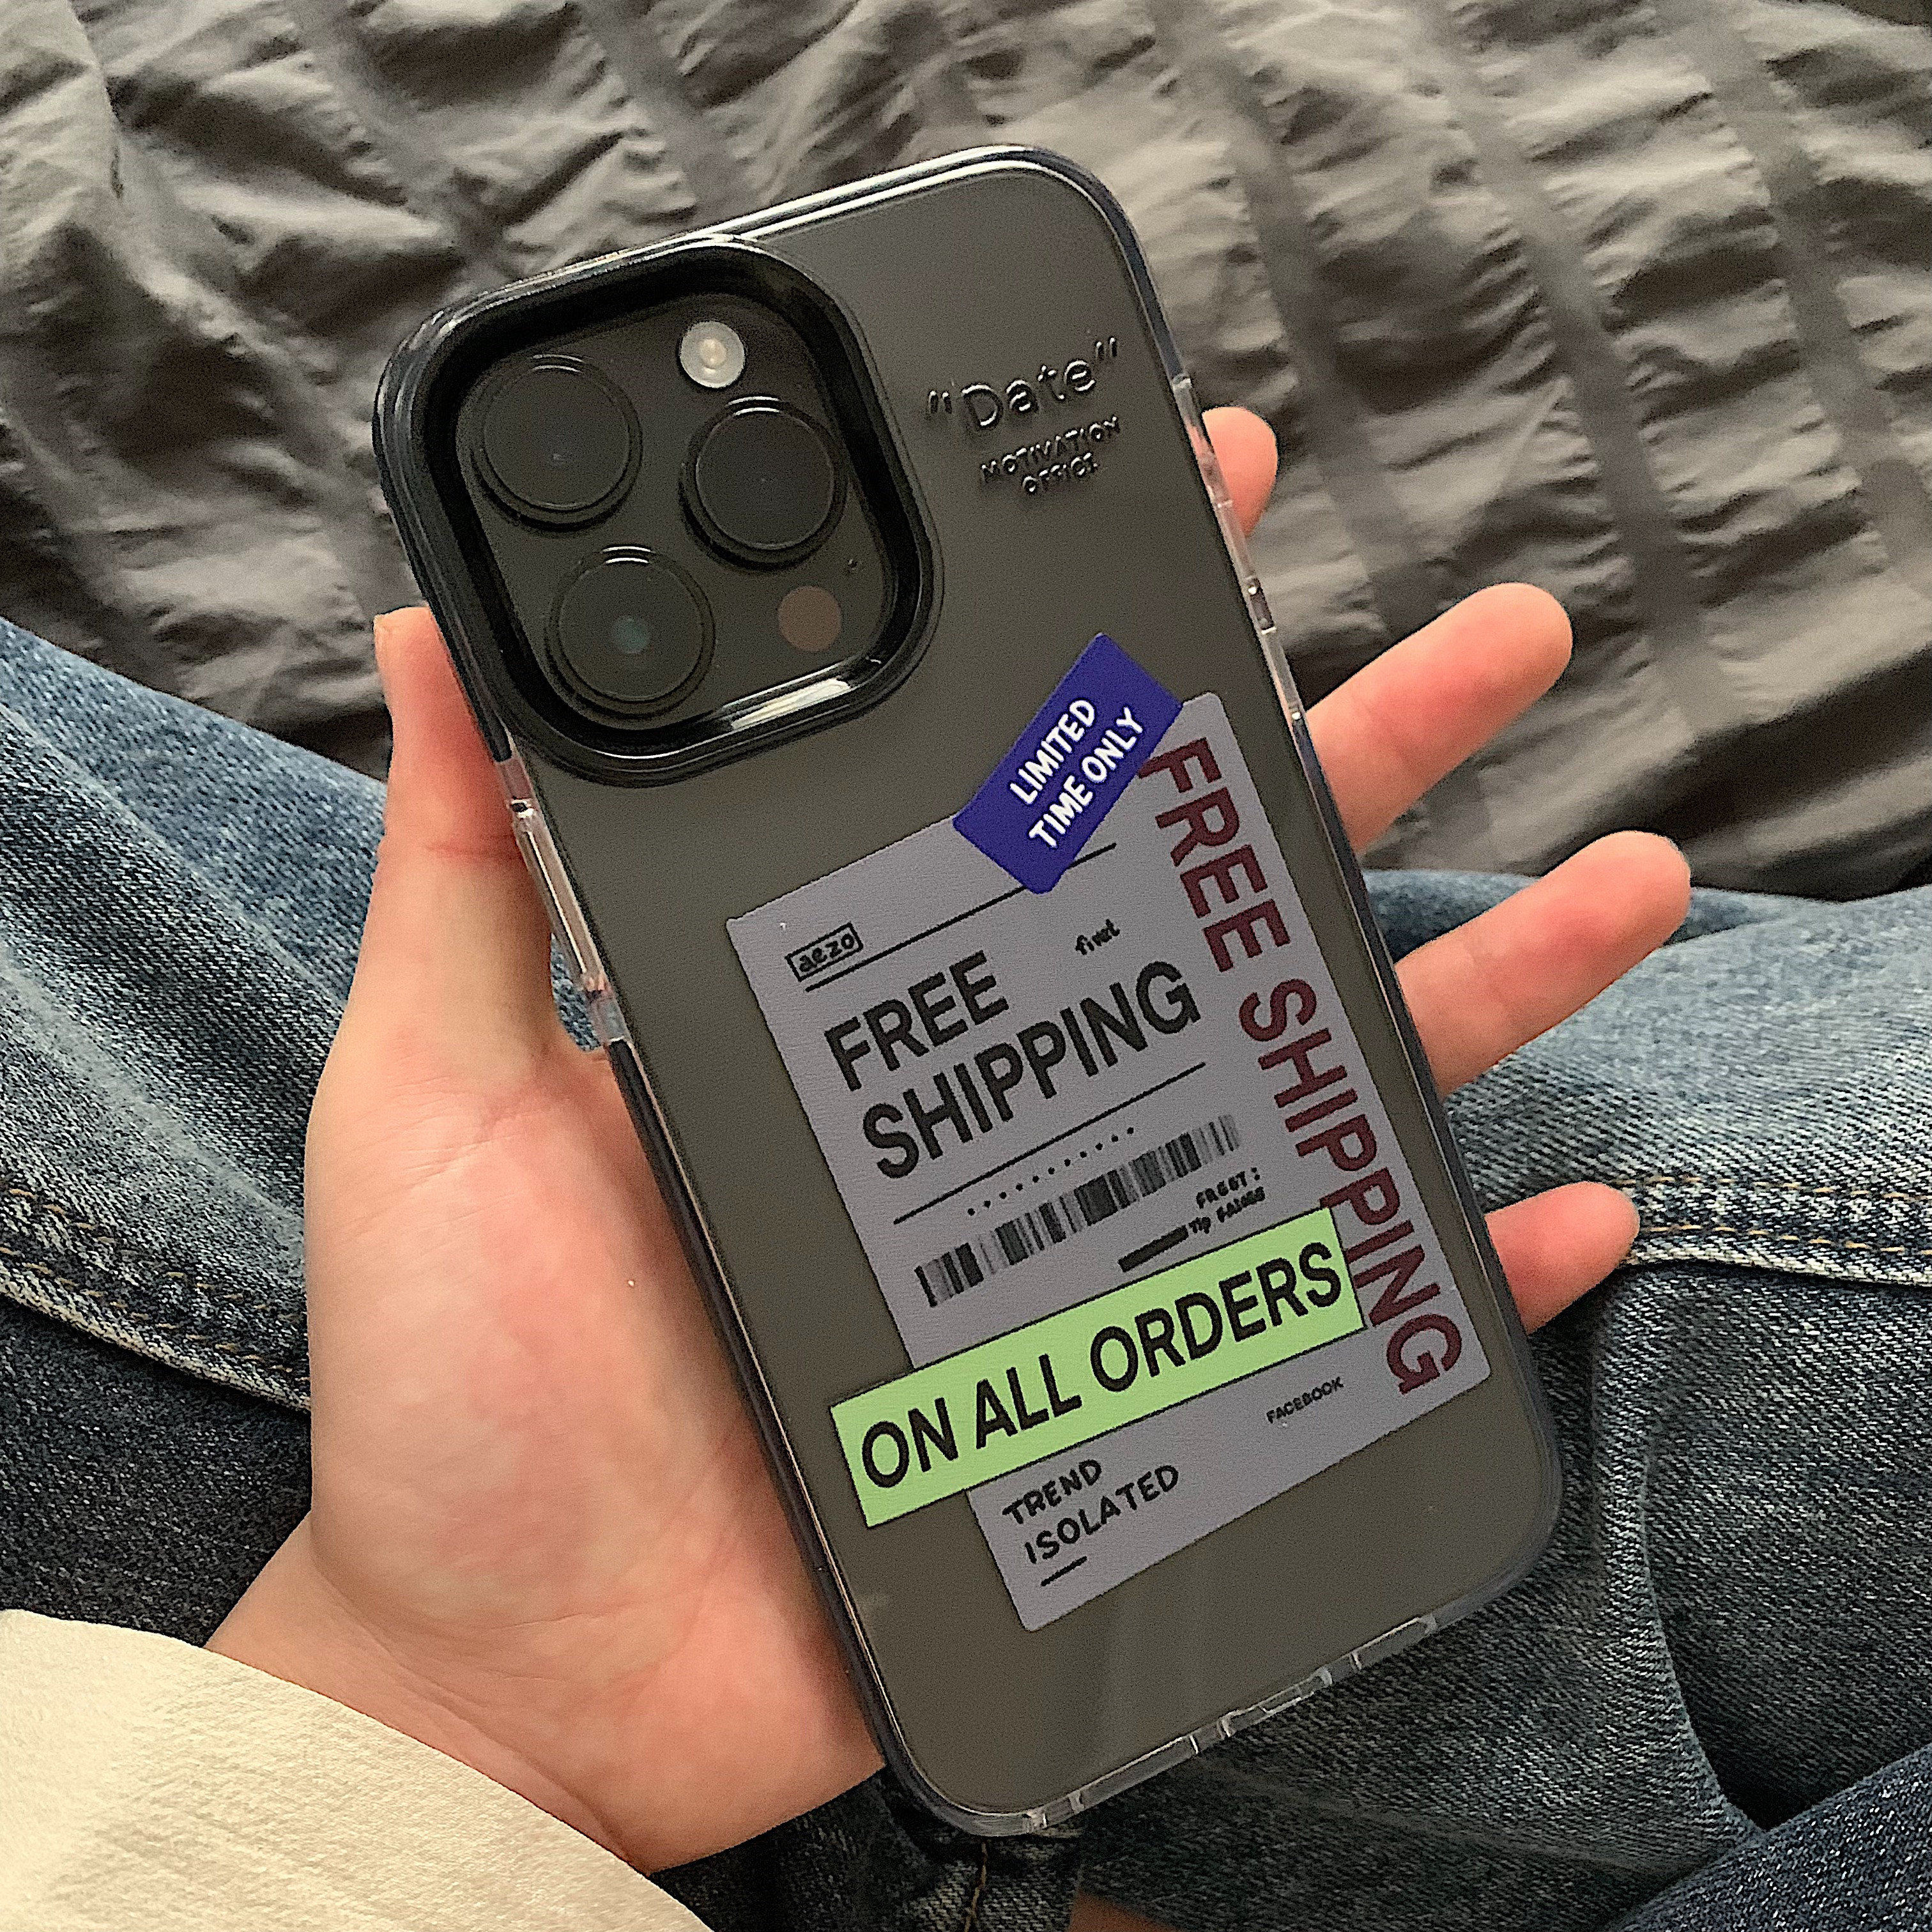 "Date"
MOTIVATION
OFFICE
LIMITED
TIME ONLY
FREE SHIPPING
aezo
FREE
SHIPPING
ON ALL ORDERS
FACEBOOK
TREND
ISOLATED